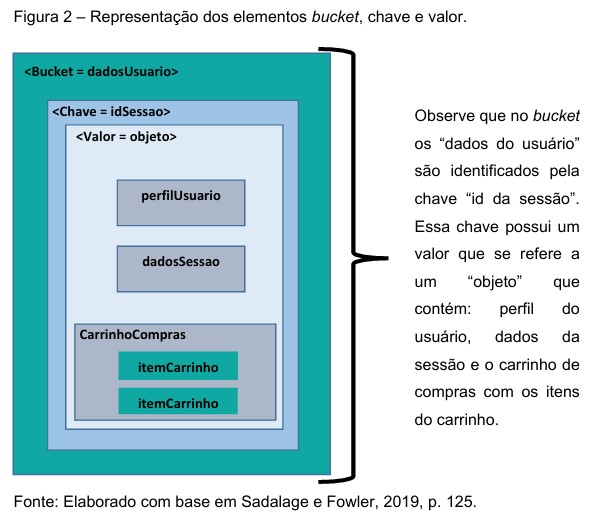 Figura 2 – Representação dos elementos bucket, chave e valor.
<Bucket = dadosUsuario>
<Chave = idSessao>
<Valor = objeto>
perfilUsuario
dadosSessao
CarrinhoCompras
itemCarrinho
itemCarrinho
Observe que no bucket
os “dados do usuário”
são identificados pela
chave “id da sessão”.
Essa chave possui um
valor que se refere a
um “objeto” que
contém: perfil do
usuário, dados da
sessão e o carrinho de
compras com os itens
do carrinho.
Fonte: Elaborado com base em Sadalage e Fowler, 2019, p. 125.